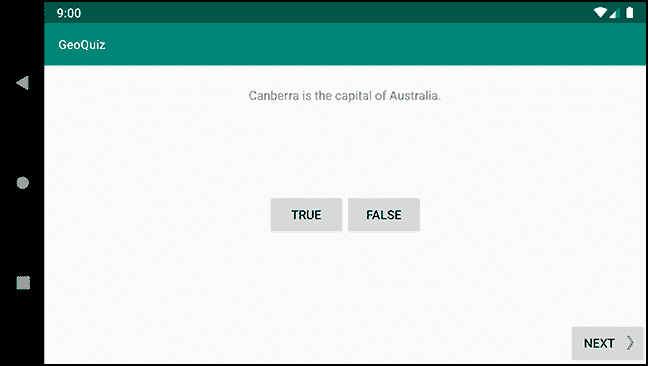 9:00
GeoQuiz
Canberra is the capital of Australia.
TRUE FALSE
NEXT